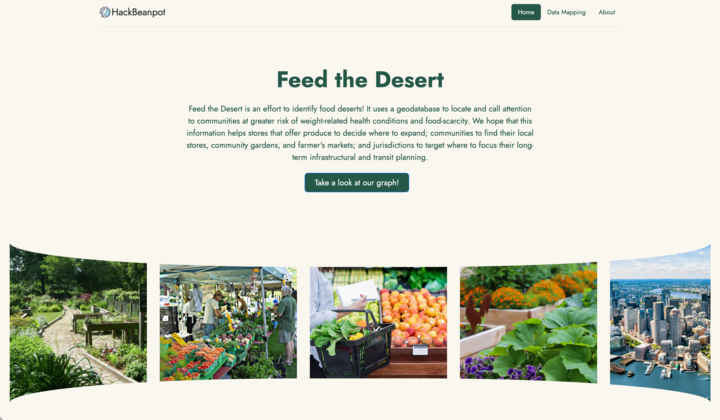 HackBeanpot
Home Data Mapping About
Feed the Desert
Feed the Desert is an effort to identify food deserts! It uses a geodatabase to locate and call attention
to communities at greater risk of weight-related health conditions and food-scarcity. We hope that this
information helps stores that offer produce to decide where to expand; communities to find their local
stores, community gardens, and farmer's markets; and jurisdictions to target where to focus their long-
term infrastructural and transit planning.
Take a look at our graph!